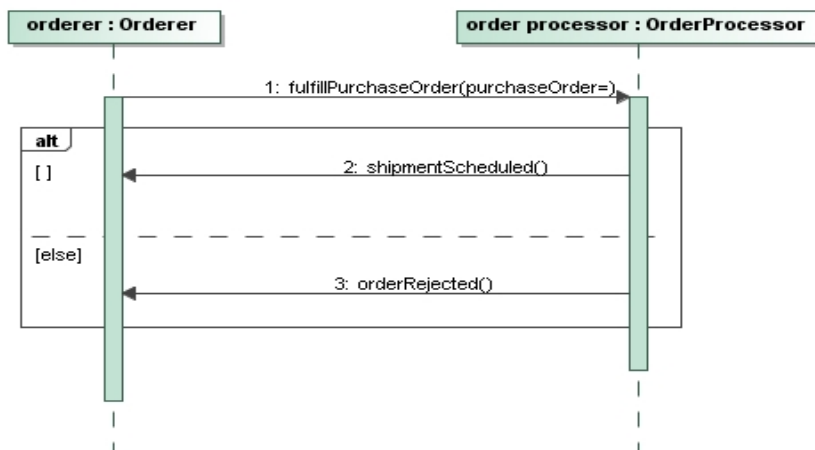 orderer : Orderer
order processor : OrderProcessor
1: fulfillPurchaseOrder(purchaseOrder=)
alt
[ ]
2: shipmentScheduled()
[else]
3: orderRejected()